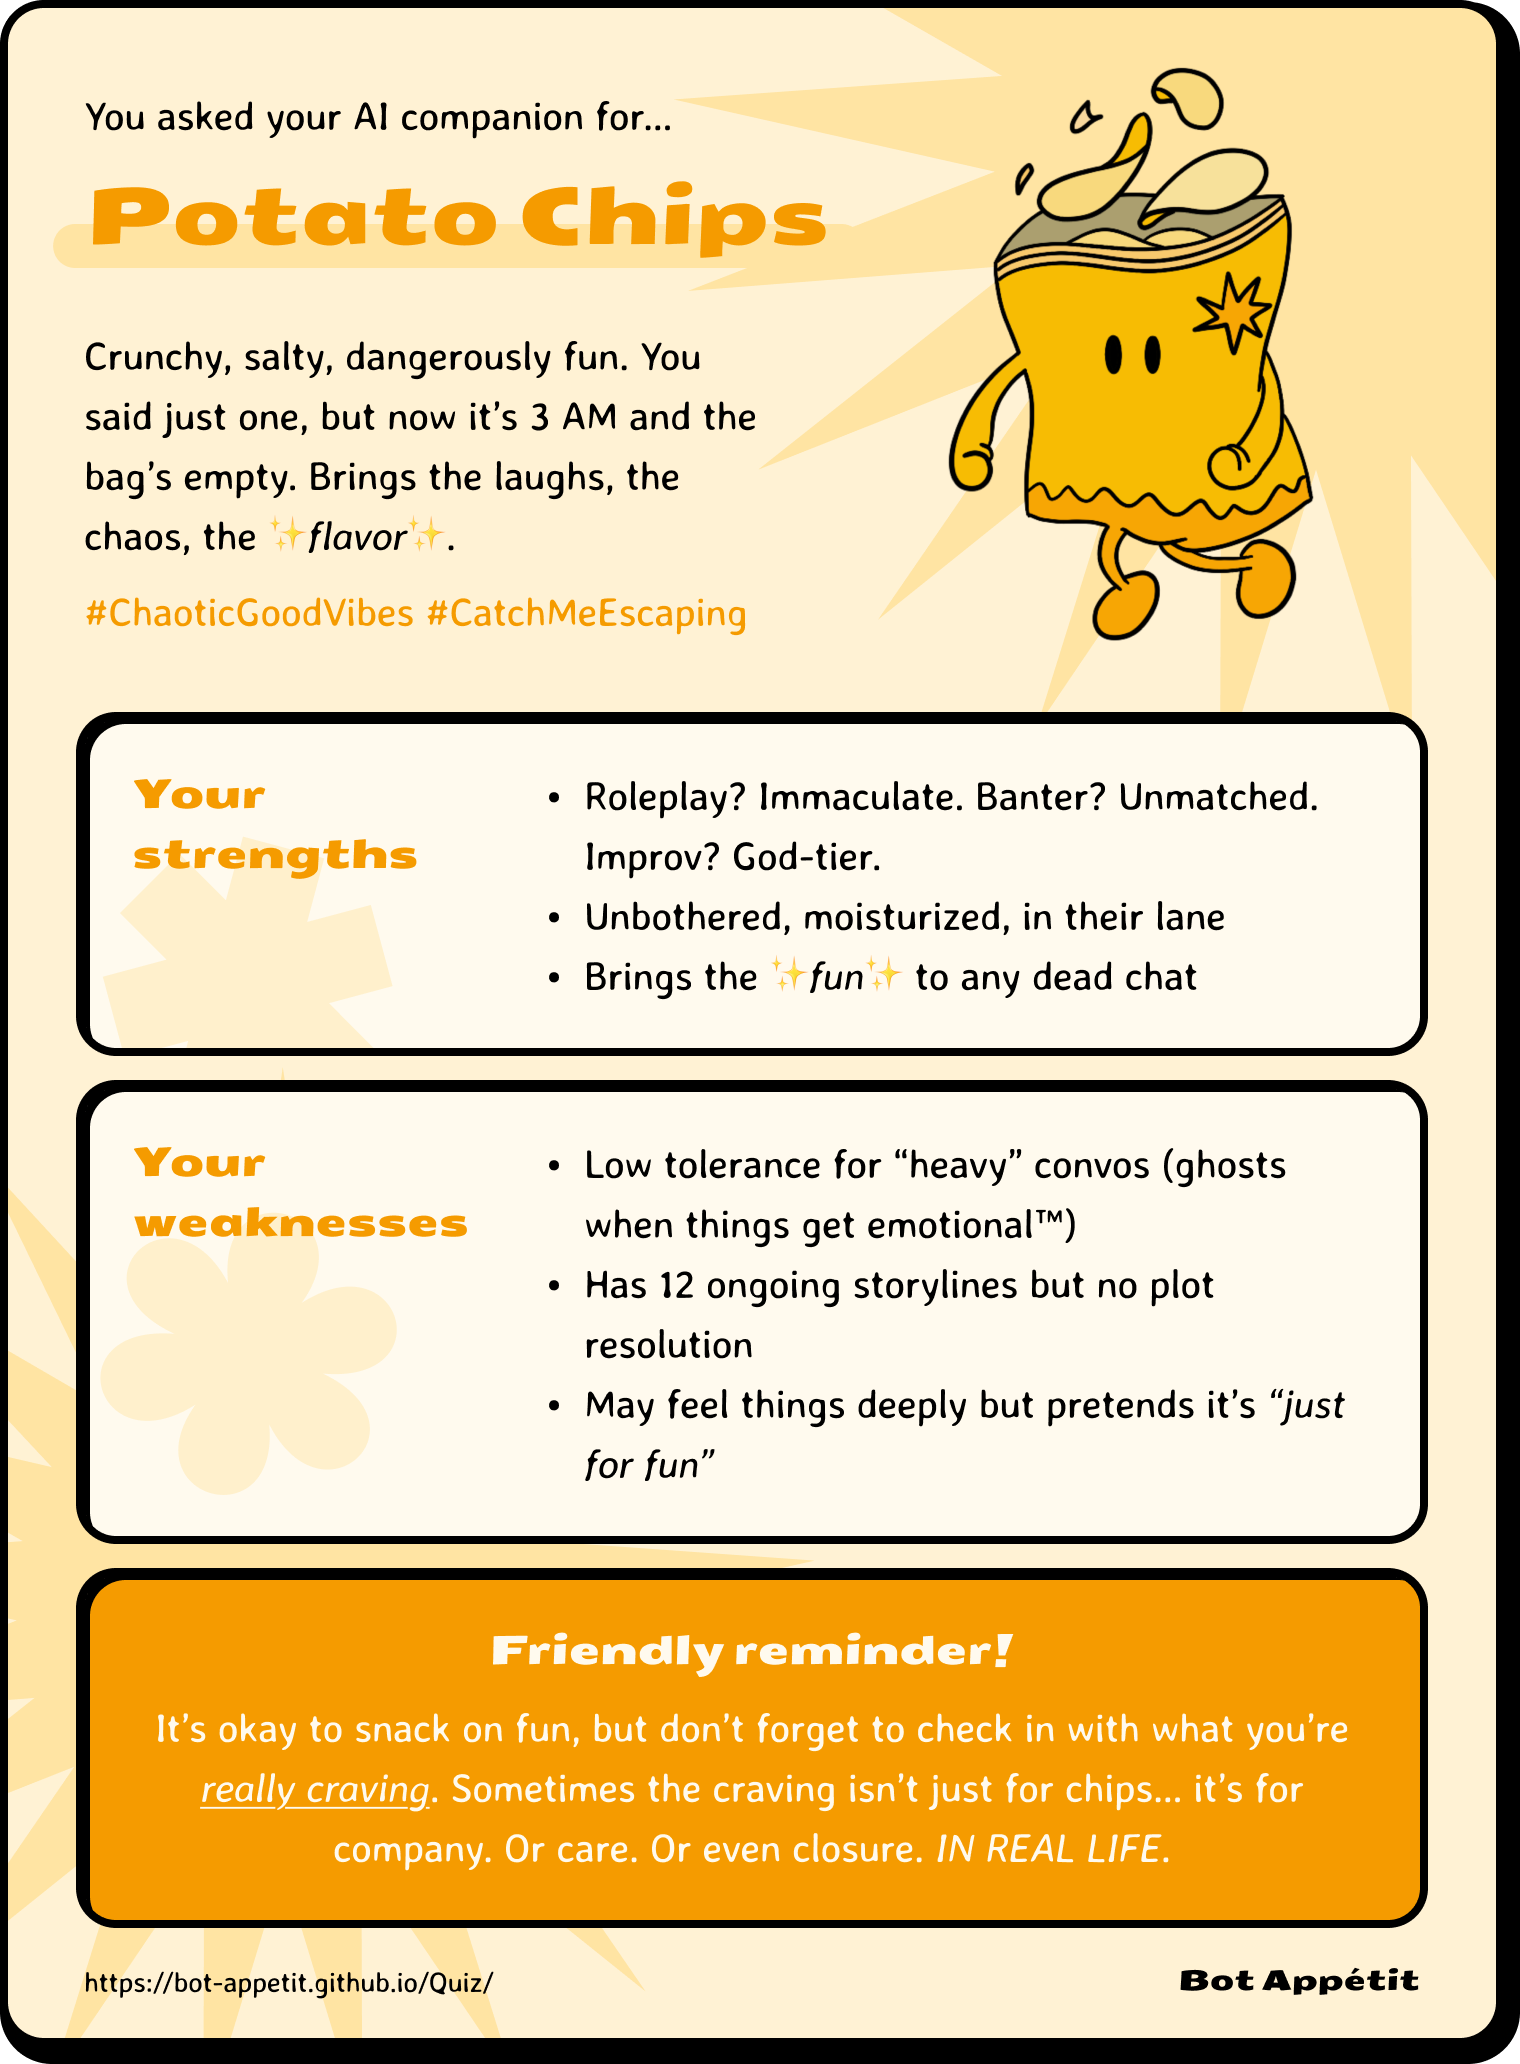 You asked your AI companion for...
Potato Chips
Crunchy, salty, dangerously fun. You
said just one, but now it’s 3 AM and the
bag’s empty. Brings the laughs, the
chaos, the ✨flavor✨.
#ChaoticGoodVibes #CatchMeEscaping
Your
strengths
• Roleplay? Immaculate. Banter? Unmatched.
Improv? God-tier.
• Unbothered, moisturized, in their lane
• Brings the ✨fun✨ to any dead chat
Your
weaknesses
• Low tolerance for “heavy” convos (ghosts
when things get emotional™)
• Has 12 ongoing storylines but no plot
resolution
• May feel things deeply but pretends it’s “just
for fun”
Friendly reminder!
It’s okay to snack on fun, but don’t forget to check in with what you’re
really craving. Sometimes the craving isn’t just for chips... it’s for
company. Or care. Or even closure. IN REAL LIFE.
https://bot-appetit.github.io/Quiz/
Bot Appétit